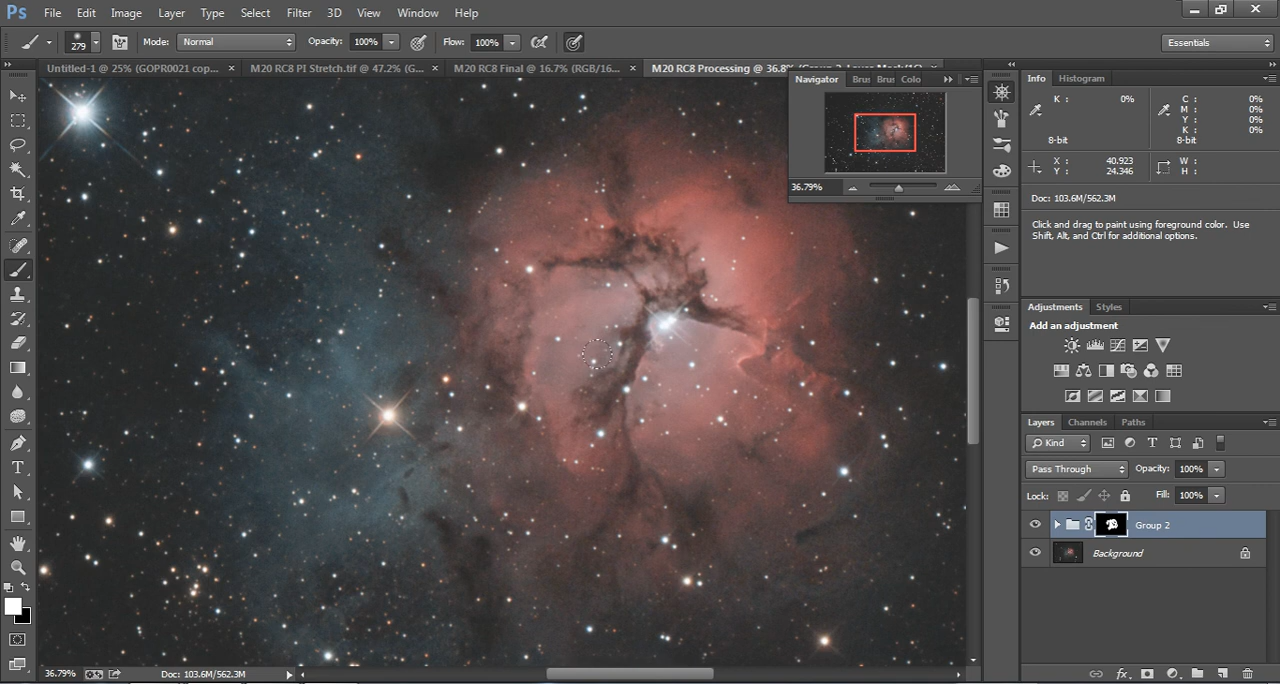 Ps File Edit Image Layer Type Select Filter 3D View Window Help
279 Mode: Normal Opacity: 100% Flow: 100% Essentials
Untitled-1 @ 25% (GOPR0021 cop... × M20 RC8 PI Stretch.tif @ 47.2% (G... × M20 RC8 Final @ 16.7% (RGB/16... × M20 RC8 Processing @ 36.8%
Navigator Brus Brus Colo
36.79%
Info Histogram
K : 0% C : 0%
M : 0%
Y : 0%
K : 0%
8-bit 8-bit
X : 40.923 W :
Y : 24.346 H :
Doc: 103.6M/562.3M
Click and drag to paint using foreground color. Use
Shift, Alt, and Ctrl for additional options.
Adjustments Styles
Add an adjustment
Layers Channels Paths
Kind
Pass Through Opacity: 100%
Lock: Fill: 100%
Group 2
Background
36.79% Doc: 103.6M/562.3M